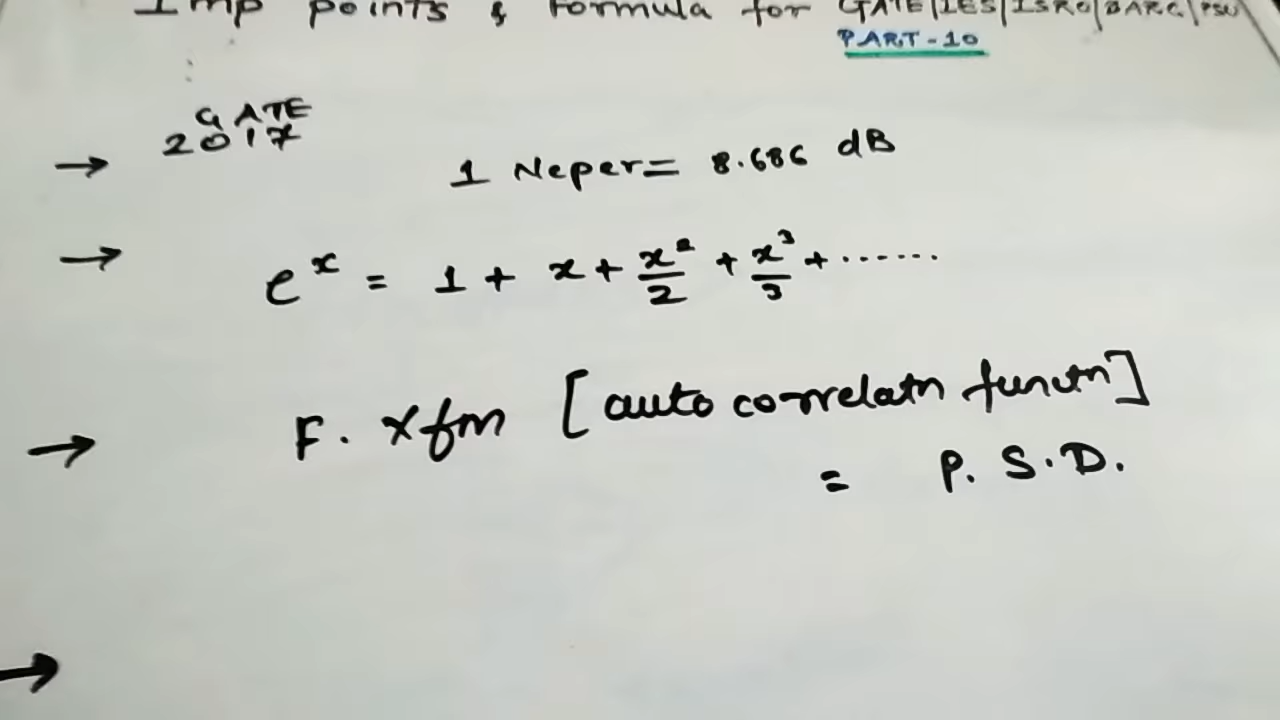 Imp points & formula for GATE|IES|ISRO|BARC|PSU
PART-10
→ GATE
2017
1 Neper = 8.686 dB
→ e^x = 1 + x + x^2/2 + x^3/3 + ......
→ F. Xfm [auto correlatn functn]
= P. S. D.
→